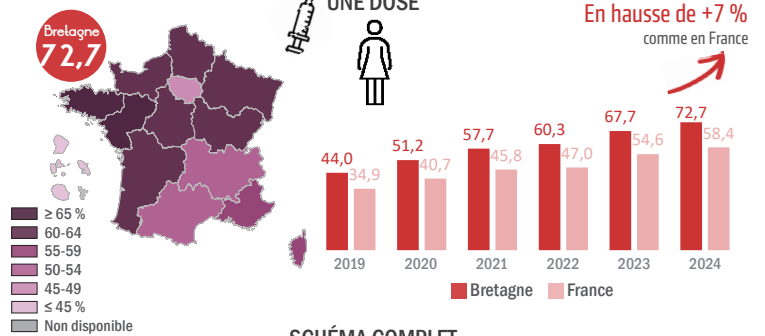 UNE DOSE
Bretagne
72,7
En hausse de +7 %
comme en France
≥ 65 %
60-64
55-59
50-54
45-49
≤ 45 %
Non disponible
44,0
34,9
51,2
40,7
57,7
45,8
60,3
47,0
67,7
54,6
72,7
58,4
2019
2020
2021
2022
2023
2024
Bretagne
France
SCHÉMA COMPLET